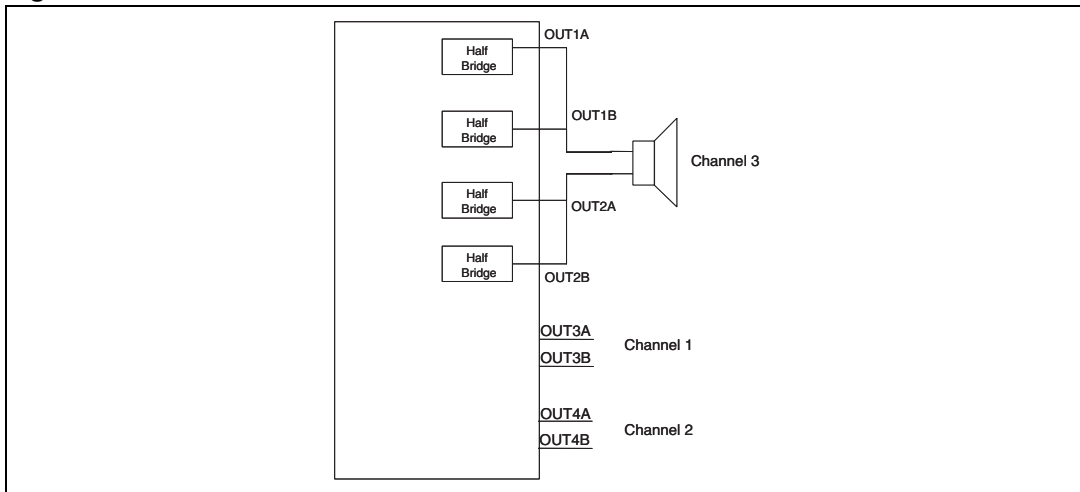 OUT1A
Half
Bridge
OUT1B
Half
Bridge
Channel 3
Half
Bridge
OUT2A
Half
Bridge
OUT2B
OUT3A
Channel 1
OUT3B
OUT4A
Channel 2
OUT4B